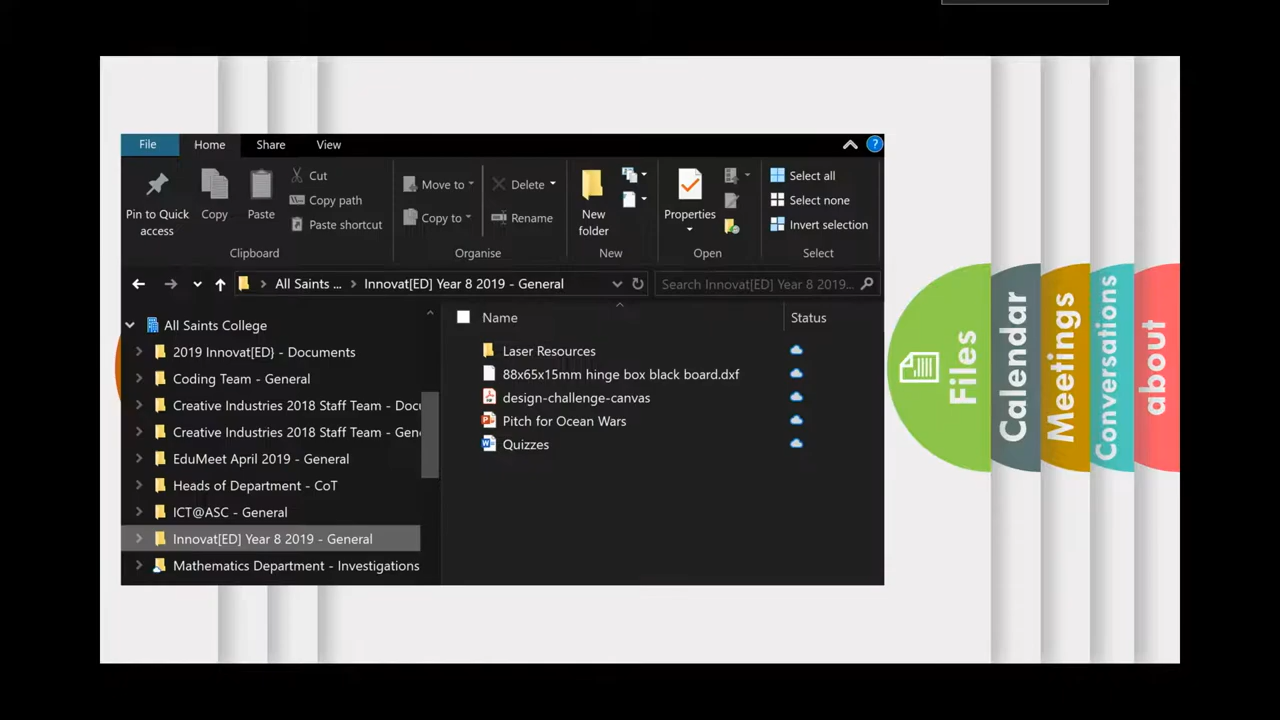 File Home Share View
Cut
Copy path
Paste shortcut
Pin to Quick access
Copy
Paste
Clipboard
Move to
Copy to
Delete
Rename
Organise
New folder
New
Properties
Open
Select all
Select none
Invert selection
Select
All Saints ... Innovat[ED] Year 8 2019 - General
Search Innovat[ED] Year 8 2019...
All Saints College
2019 Innovat[ED} - Documents
Coding Team - General
Creative Industries 2018 Staff Team - Docu
Creative Industries 2018 Staff Team - Gene
EduMeet April 2019 - General
Heads of Department - CoT
ICT@ASC - General
Innovat[ED] Year 8 2019 - General
Mathematics Department - Investigations
Name Status
Laser Resources
88x65x15mm hinge box black board.dxf
design-challenge-canvas
Pitch for Ocean Wars
Quizzes
Files
Calendar
Meetings
Conversations
about